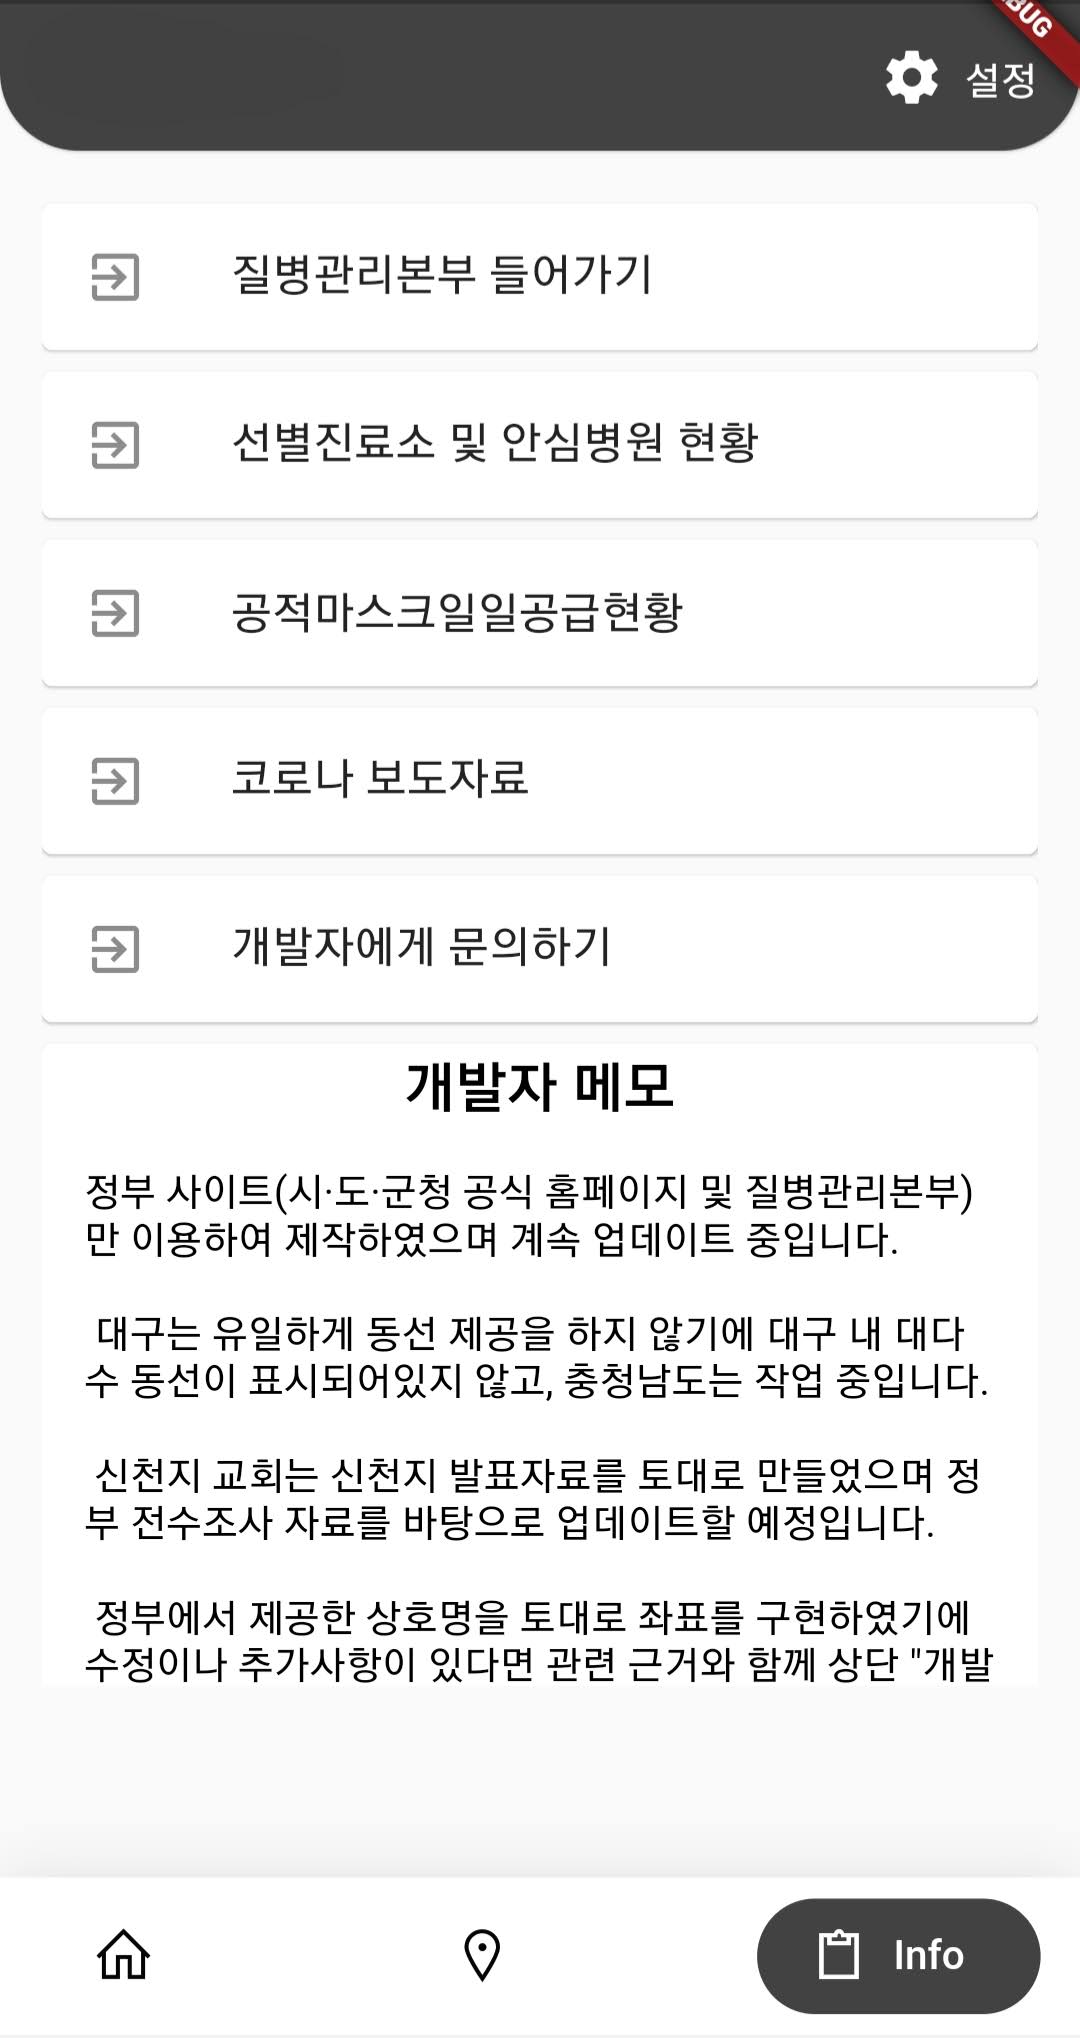 BUG
설정
질병관리본부 들어가기
선별진료소 및 안심병원 현황
공적마스크일일공급현황
코로나 보도자료
개발자에게 문의하기
개발자 메모
정부 사이트(시·도·군청 공식 홈페이지 및 질병관리본부)
만 이용하여 제작하였으며 계속 업데이트 중입니다.
대구는 유일하게 동선 제공을 하지 않기에 대구 내 대다
수 동선이 표시되어있지 않고, 충청남도는 작업 중입니다.
신천지 교회는 신천지 발표자료를 토대로 만들었으며 정
부 전수조사 자료를 바탕으로 업데이트할 예정입니다.
정부에서 제공한 상호명을 토대로 좌표를 구현하였기에
수정이나 추가사항이 있다면 관련 근거와 함께 상단 "개발
Info